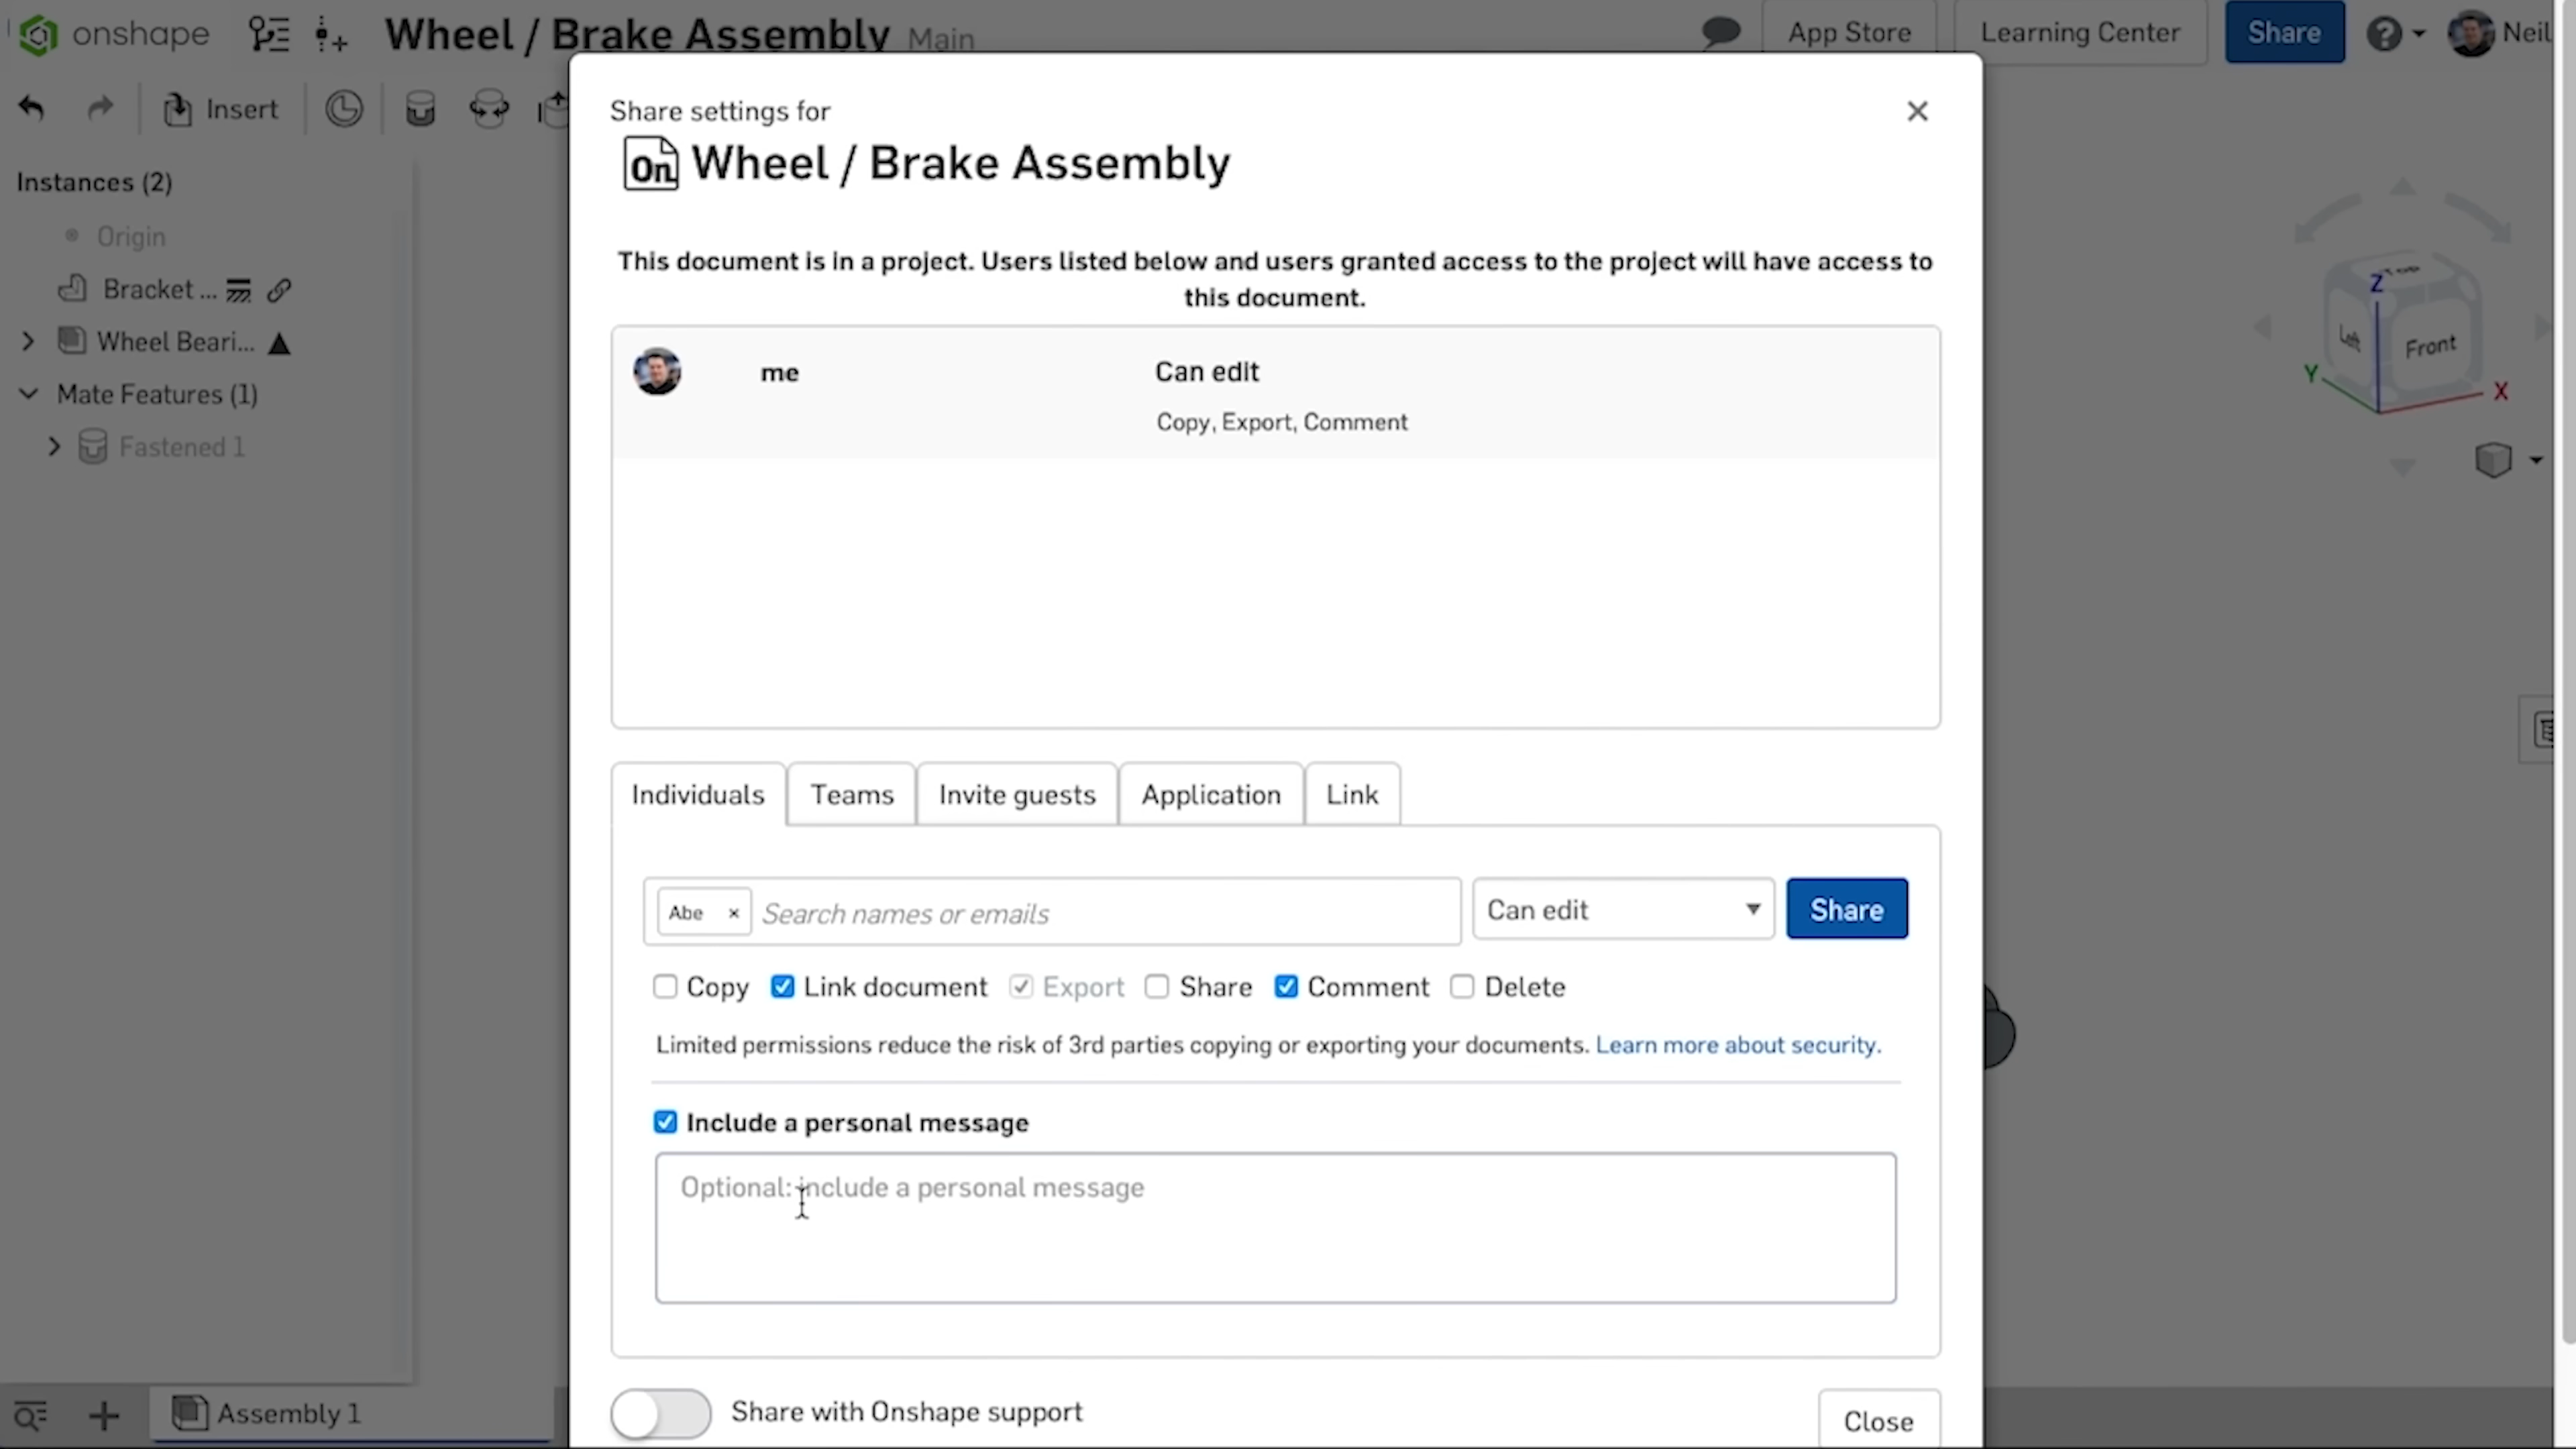 onshape
Wheel / Brake Assembly Main
App Store
Learning Center
Share
Neil
Insert
Share settings for
On Wheel / Brake Assembly
Instances (2)
Origin
Bracket ...
Wheel Beari...
Mate Features (1)
Fastened 1
This document is in a project. Users listed below and users granted access to the project will have access to
this document.
me
Can edit
Copy, Export, Comment
Top
Z
Left
Front
Y
X
Individuals
Teams
Invite guests
Application
Link
Abe × Search names or emails
Can edit
Share
Copy
Link document
Export
Share
Comment
Delete
Limited permissions reduce the risk of 3rd parties copying or exporting your documents. Learn more about security.
Include a personal message
Optional: include a personal message
Share with Onshape support
Close
Assembly 1